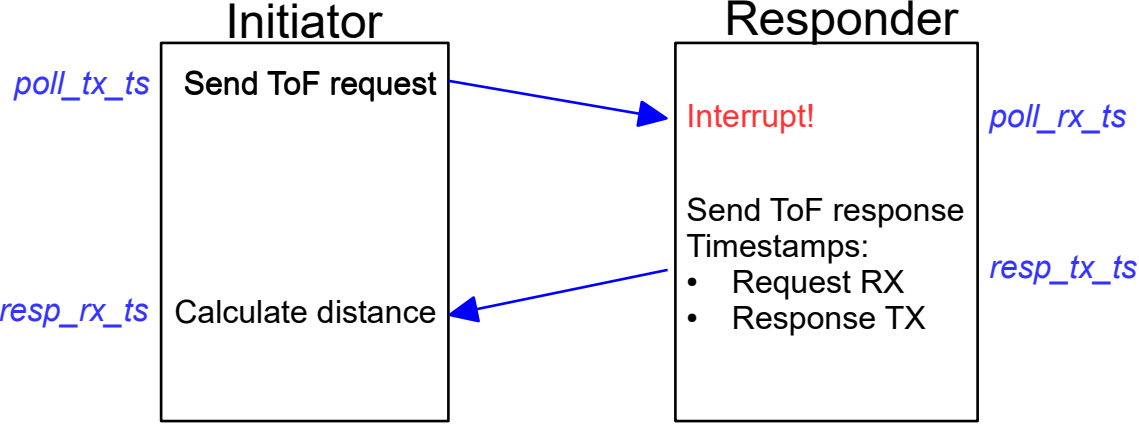 Initiator
Responder
poll_tx_ts
Send ToF request
Interrupt!
poll_rx_ts
Send ToF response
Timestamps:
• Request RX
• Response TX
resp_tx_ts
resp_rx_ts
Calculate distance